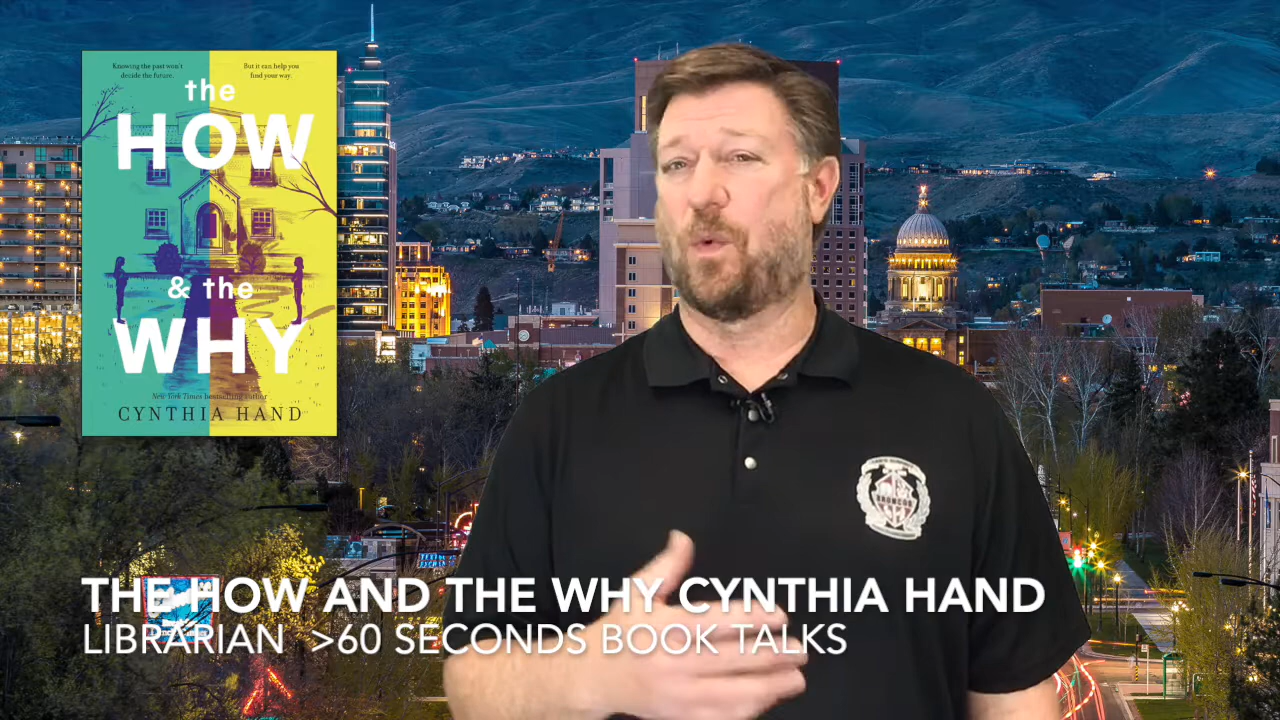 Knowing the past won't
decide the future.
But it can help you
find your way.
the
HOW
& the
WHY
New York Times bestselling author
CYNTHIA HAND
BRONCOS
THE HOW AND THE WHY CYNTHIA HAND
LIBRARIAN >60 SECONDS BOOK TALKS